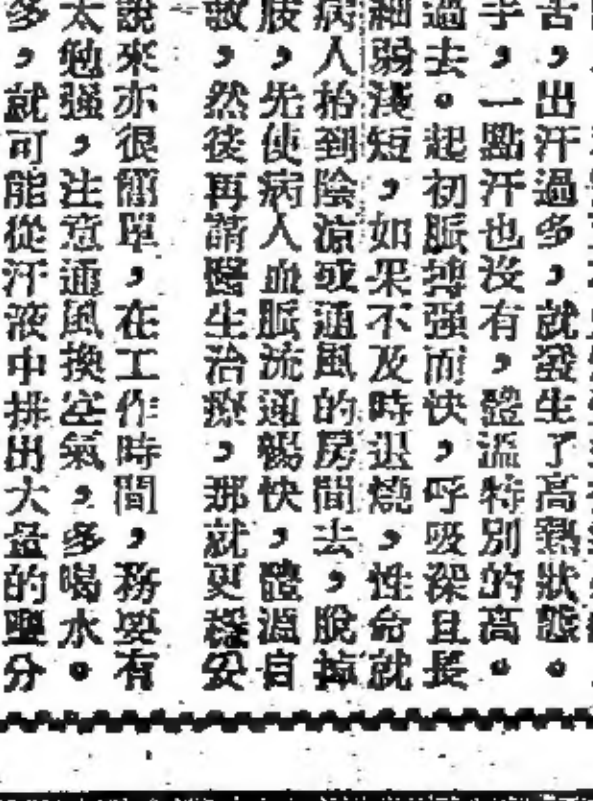 苦，出汗過多，就發生了高熱狀態。
手，一點汗也沒有，體溫特別的高。
過去。起初脈搏强而快，呼吸深且長
細弱淺短，如果不及時退燒，性命就
病人抬到陰涼或通風的房間去，脫掉
肢，先使病人血脈流通暢快，體溫自
敷，然後再請醫生治療，那就更穩妥
說來亦很簡單，在工作時間，務要有
太勉强，注意通風換空氣，多喝水。
多，就可能從汗液中排出大量的鹽分